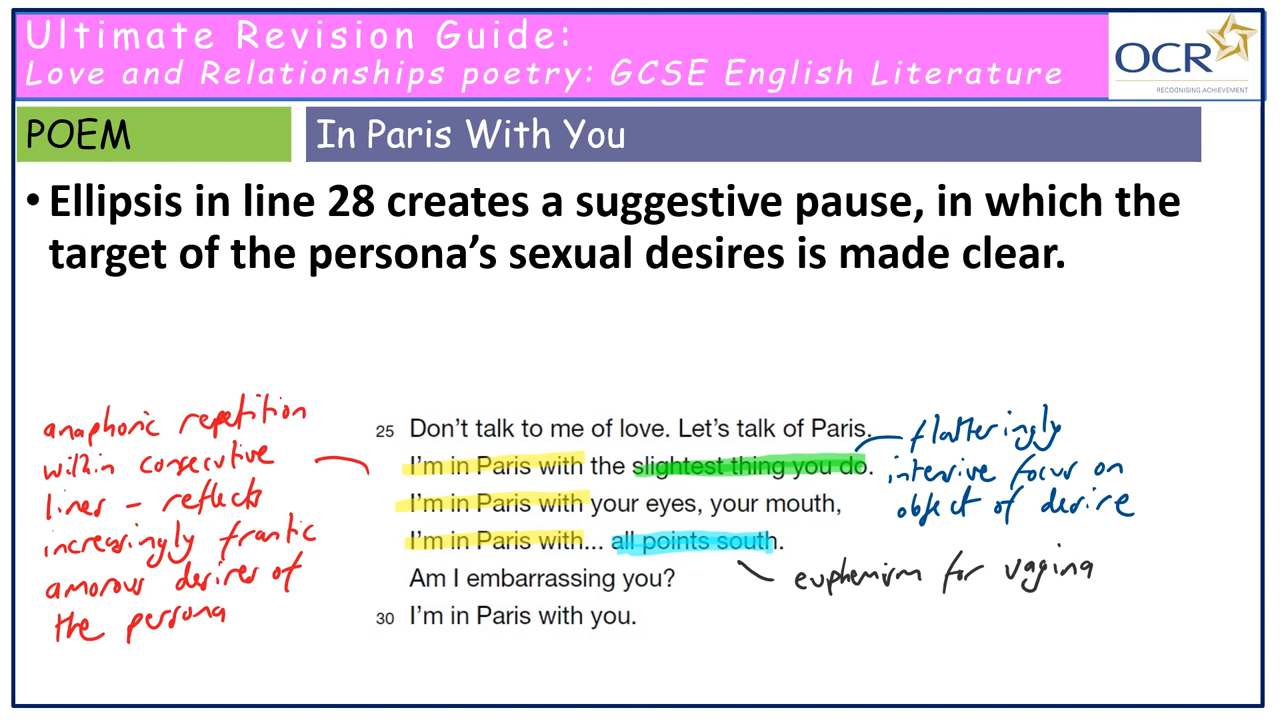 Ultimate Revision Guide:
Love and Relationships poetry: GCSE English Literature
OCR
RECOGNISING ACHIEVEMENT
POEM
In Paris With You
• Ellipsis in line 28 creates a suggestive pause, in which the
target of the persona's sexual desires is made clear.
anaphoric repetition
within consecutive
lines – reflects
increasingly frantic
amorous desires of
the persona
25 Don't talk to me of love. Let's talk of Paris.
I'm in Paris with the slightest thing you do.
I'm in Paris with your eyes, your mouth,
I'm in Paris with... all points south.
Am I embarrassing you?
30 I'm in Paris with you.
flatteringly
intensive focus on
object of desire
euphemism for vagina